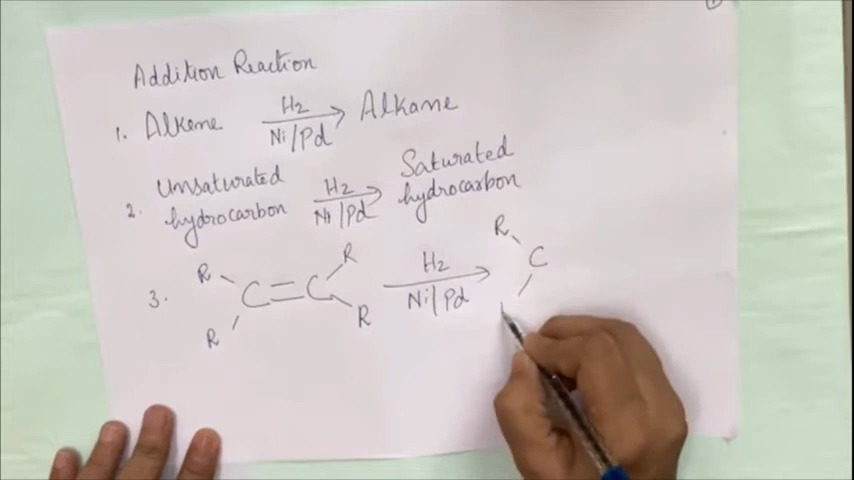 Addition Reaction
1. Alkene H2 Ni/Pd Alkane
2. Unsaturated hydrocarbon H2 Ni/Pd Saturated hydrocarbon
3. R R C=C R R H2 Ni/Pd R C